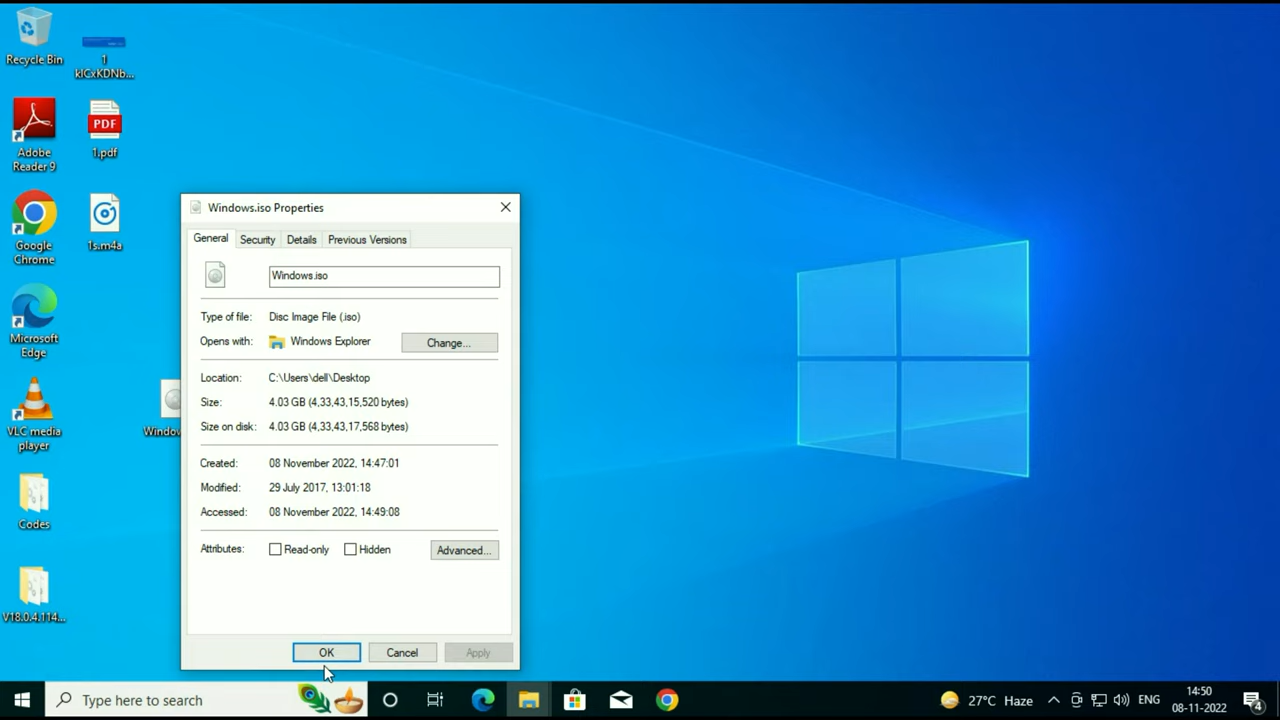 Recycle Bin
1
klCxKDNb...
Adobe
Reader 9
PDF
1.pdf
Google
Chrome
1s.m4a
Microsoft
Edge
VLC media
player
Window
Codes
V18.0.4.114...
Windows.iso Properties
General Security Details Previous Versions
Windows.iso
Type of file: Disc Image File (.iso)
Opens with: Windows Explorer Change...
Location: C:\Users\dell\Desktop
Size: 4.03 GB (4,33,43,15,520 bytes)
Size on disk: 4.03 GB (4,33,43,17,568 bytes)
Created: 08 November 2022, 14:47:01
Modified: 29 July 2017, 13:01:18
Accessed: 08 November 2022, 14:49:08
Attributes: Read-only Hidden Advanced...
OK Cancel Apply
Type here to search
27°C Haze
ENG
14:50
08-11-2022
4